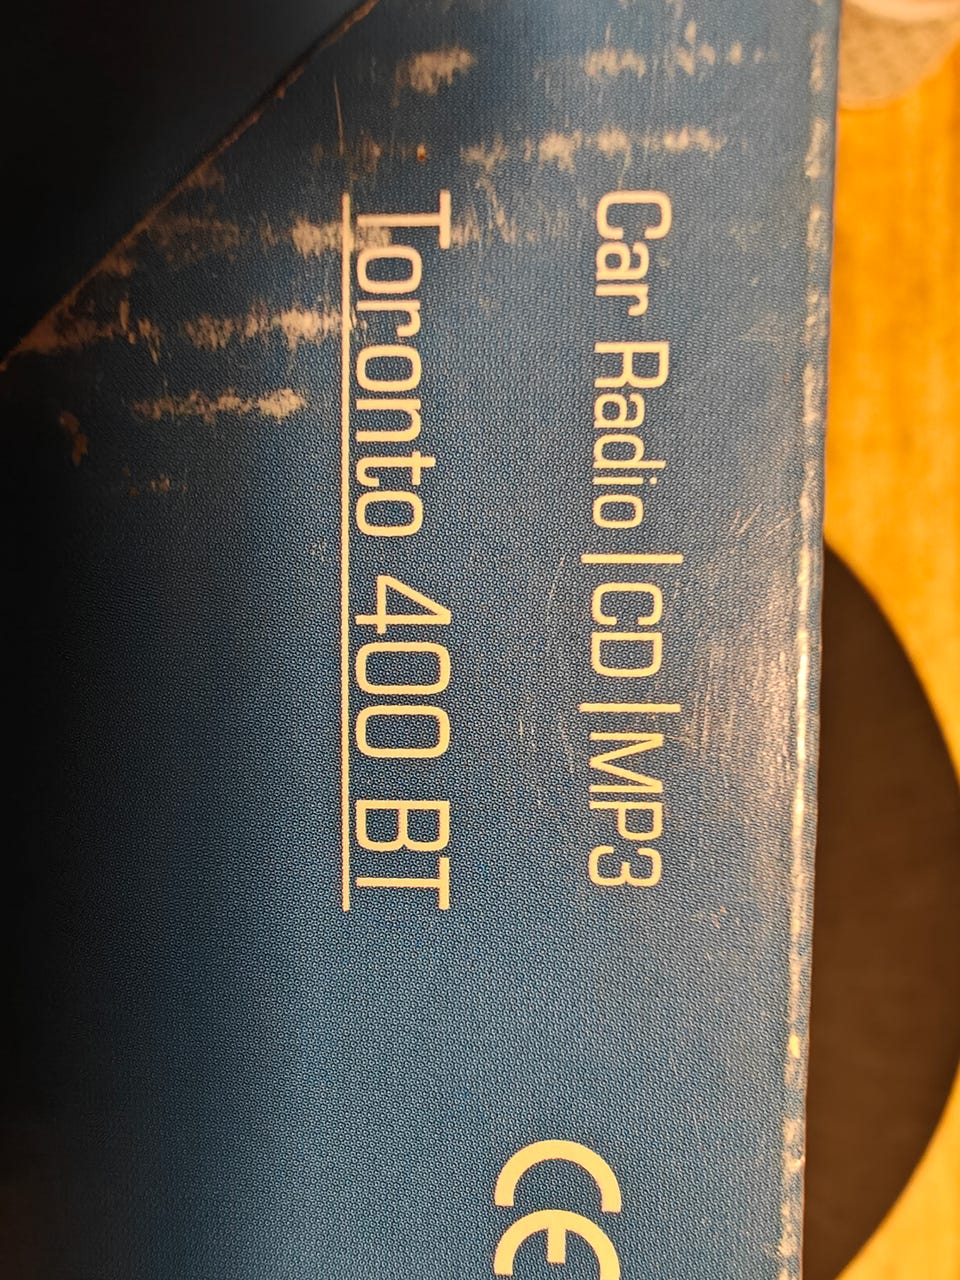 Car Radio | CD | MP3
Toronto 400 BT
CE